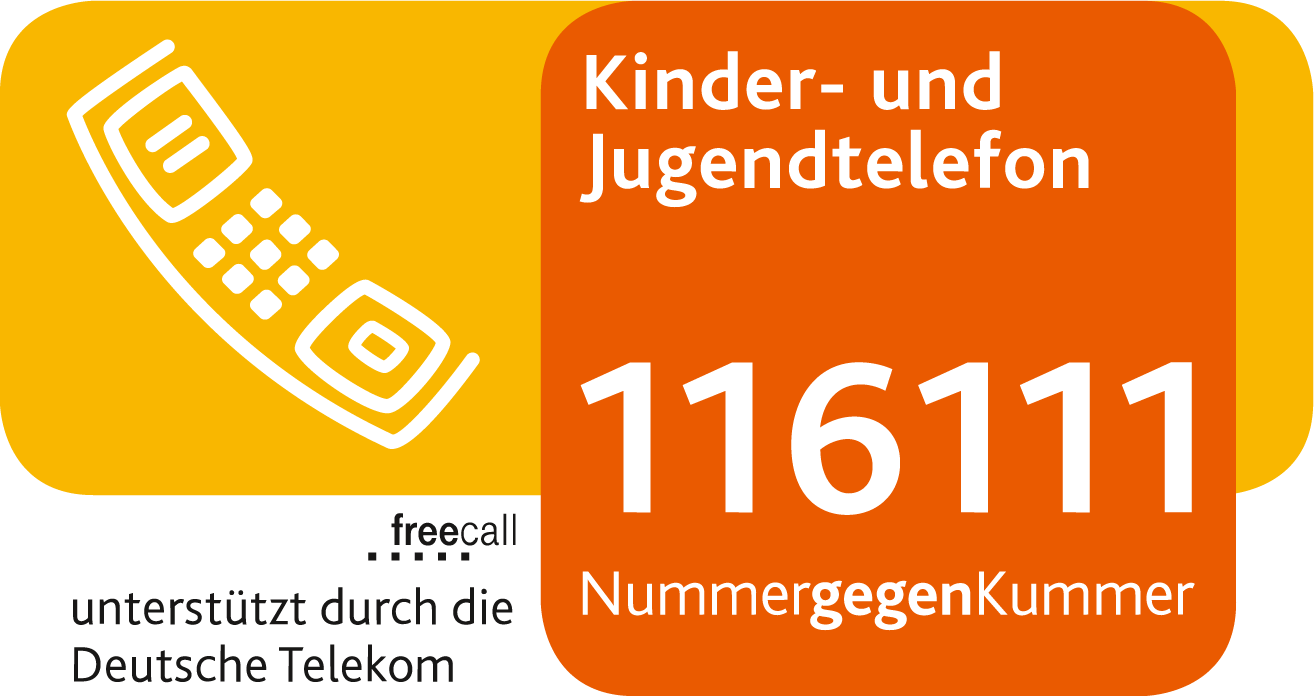 Kinder- und
Jugendtelefon
116111
NummergegenKummer
freecall
unterstützt durch die
Deutsche Telekom